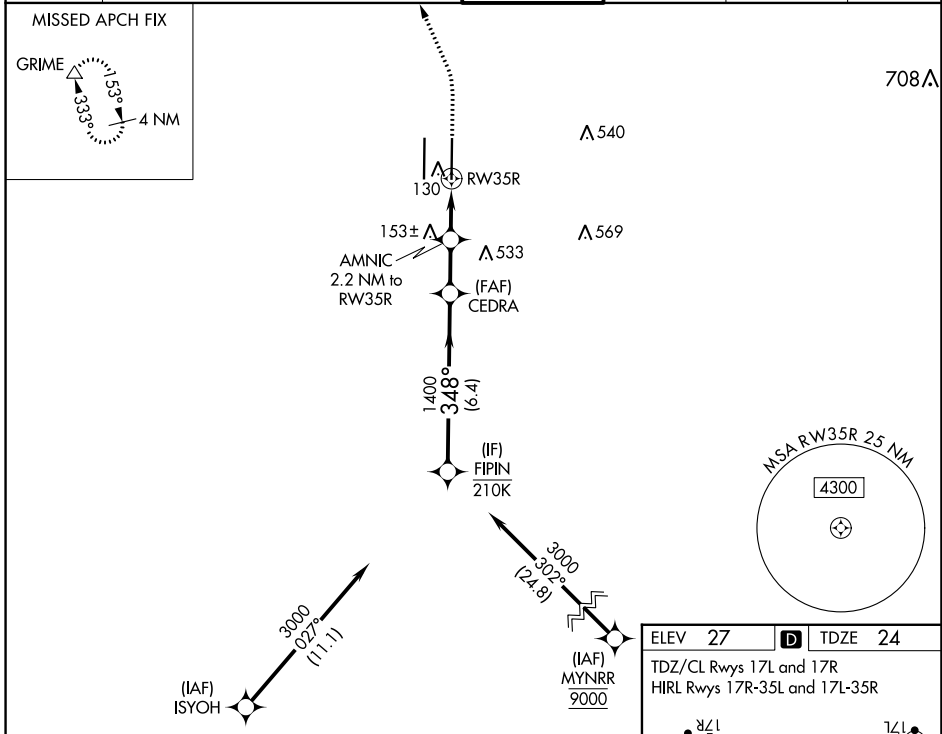 MISSED APCH FIX
GRIME
153°
333°
4 NM
708
540
130
RW35R
153±
569
533
AMNIC
2.2 NM to
RW35R
(FAF)
CEDRA
1400
348°
(6.4)
(IF)
FIPIN
210K
MSA RW35R 25 NM
4300
3000
302°
(24.8)
3000
027°
(11.1)
(IAF)
MYNRR
9000
(IAF)
ISYOH
ELEV 27 D TDZE 24
TDZ/CL Rwys 17L and 17R
HIRL Rwys 17R-35L and 17L-35R
17R
17L